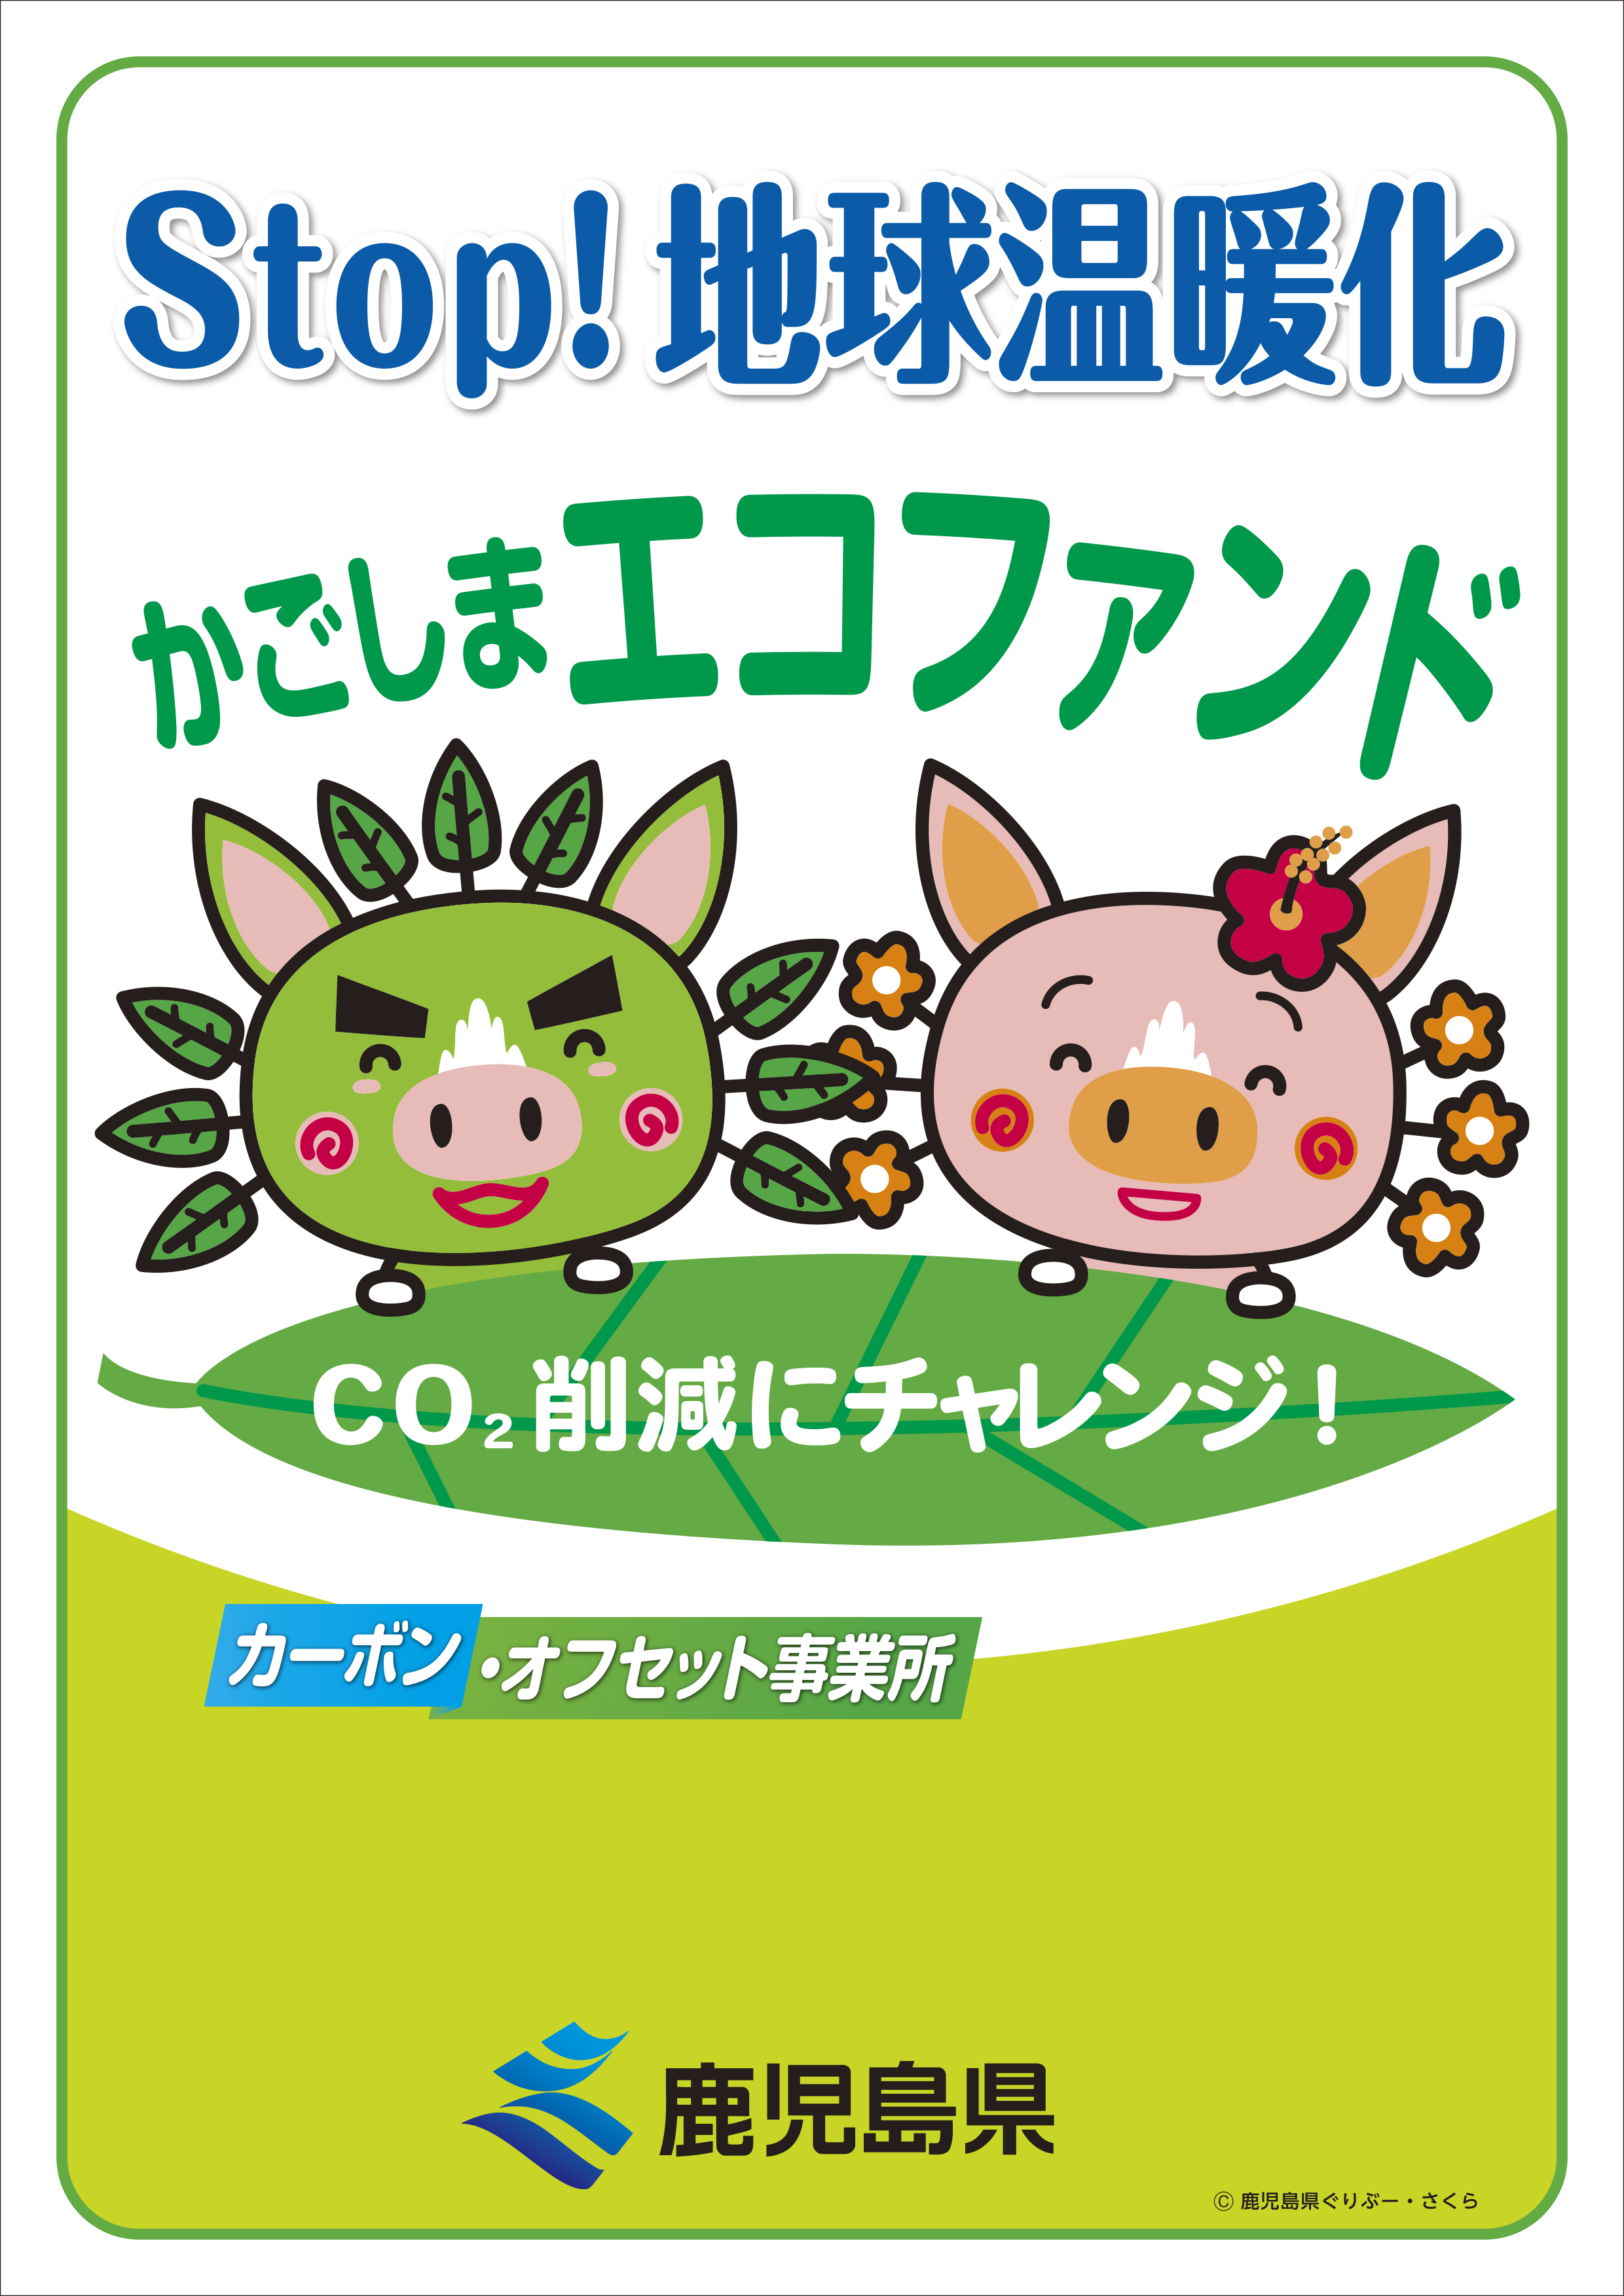 Stop!地球温暖化
かごしまエコファンド
CO₂削減にチャレンジ!
カーボン・オフセット事業所
鹿児島県
© 鹿児島県ぐりぶー・さくら